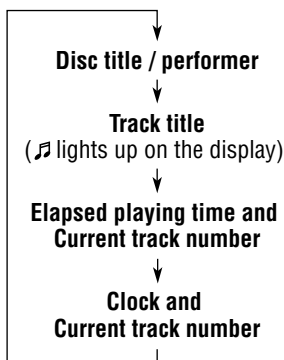 Disc title / performer
Track title
(♬ lights up on the display)
Elapsed playing time and
Current track number
Clock and
Current track number